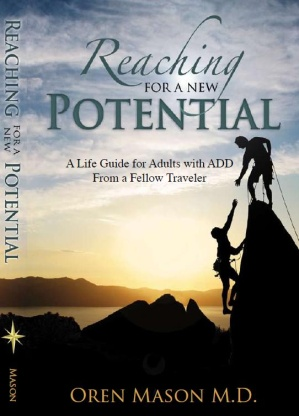 Reaching
FOR A NEW
POTENTIAL
A Life Guide for Adults with ADD
From a Fellow Traveler
OREN MASON M.D.
REACHING FOR A NEW POTENTIAL
MASON